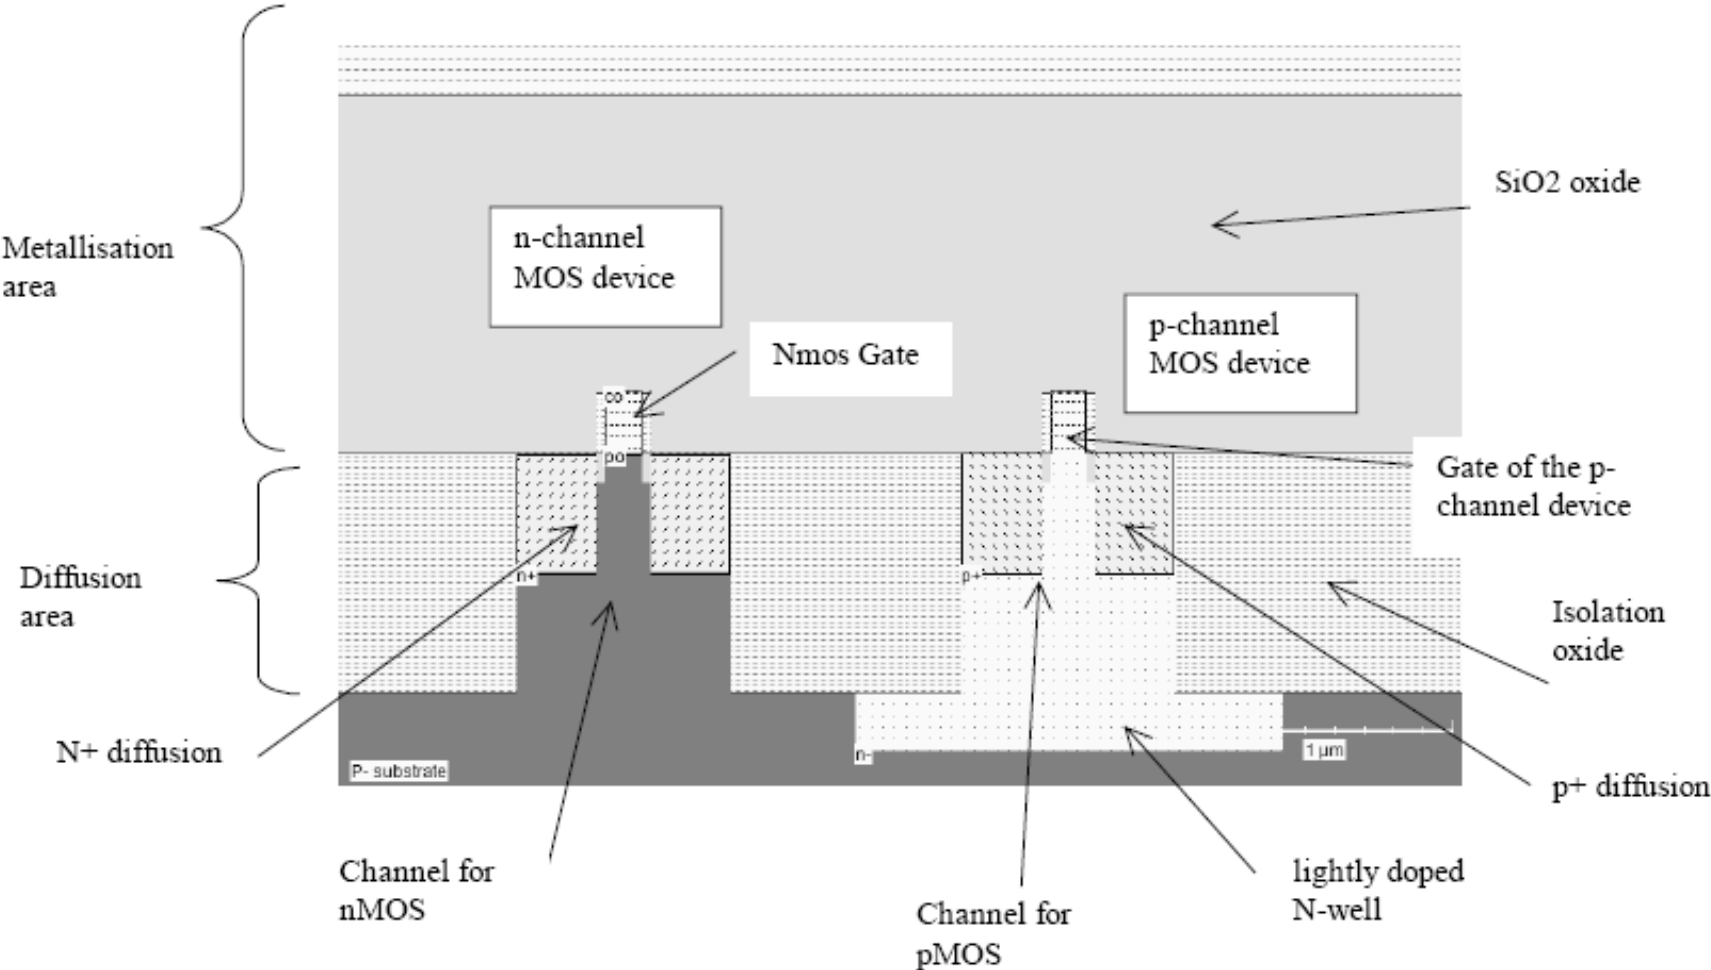 SiO2 oxide
n-channel
MOS device
Metallisation
area
p-channel
MOS device
Nmos Gate
co
po
Gate of the p-
channel device
n+
p+
Diffusion
area
Isolation
oxide
N+ diffusion
n-
1 µm
P- substrate
p+ diffusion
Channel for
nMOS
lightly doped
N-well
Channel for
pMOS